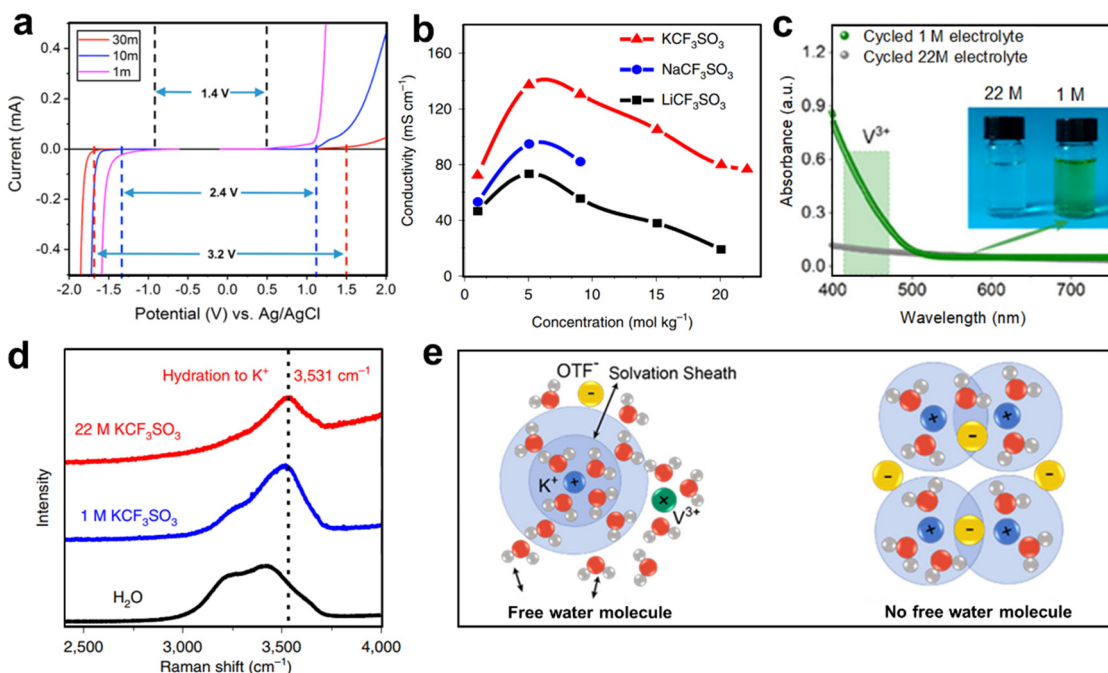 a
30m
10m
1m
1.4 V
2.4 V
3.2 V
0.4
0.2
0.0
-0.2
-0.4
-2.0 -1.5 -1.0 -0.5 0.0 0.5 1.0 1.5 2.0
Current (mA)
Potential (V) vs. Ag/AgCl
b
KCF₃SO₃
NaCF₃SO₃
LiCF₃SO₃
160
120
80
40
0
0 5 10 15 20
Conductivity (mS cm⁻¹)
Concentration (mol kg⁻¹)
c
Cycled 1 M electrolyte
Cycled 22M electrolyte
22 M 1 M
V³⁺
1.2
0.9
0.6
0.3
0.0
400 500 600 700
Absorbance (a.u.)
Wavelength (nm)
d
Hydration to K⁺ 3,531 cm⁻¹
22 M KCF₃SO₃
1 M KCF₃SO₃
H₂O
2,500 3,000 3,500 4,000
Intensity
Raman shift (cm⁻¹)
e
OTF⁻
Solvation Sheath
K⁺
V³⁺
Free water molecule
No free water molecule